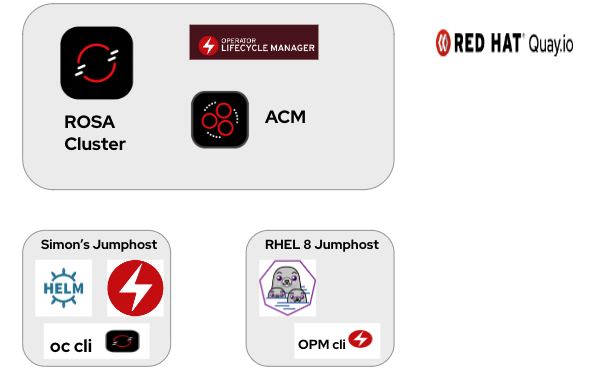 OPERATOR
LIFECYCLE MANAGER
RED HAT® Quay.io
ROSA
Cluster
ACM
Simon's Jumphost
HELM
oc cli
RHEL 8 Jumphost
OPM cli